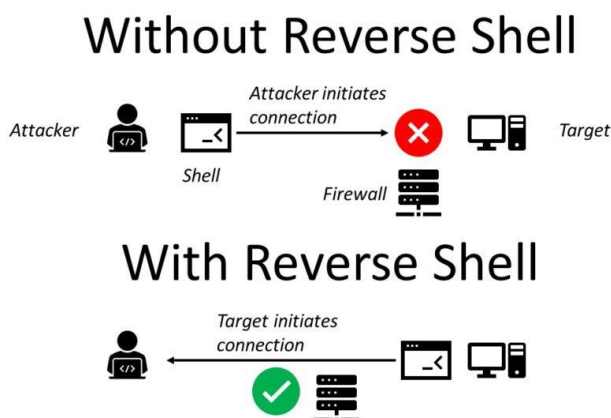 Without Reverse Shell
Attacker initiates
connection
Attacker
Target
Shell
Firewall
With Reverse Shell
Target initiates
connection